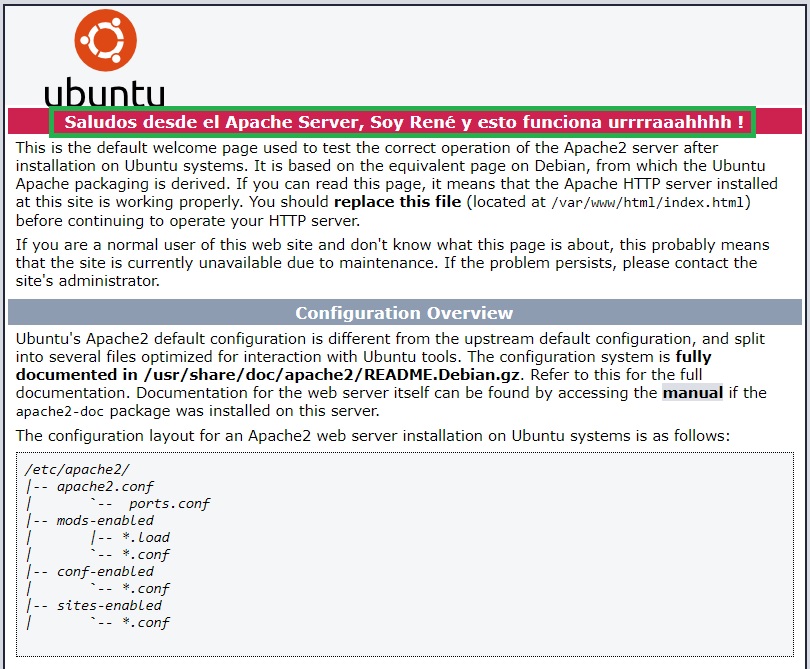 ubuntu
Saludos desde el Apache Server, Soy René y esto funciona urrrraaahhhh !
This is the default welcome page used to test the correct operation of the Apache2 server after
installation on Ubuntu systems. It is based on the equivalent page on Debian, from which the Ubuntu
Apache packaging is derived. If you can read this page, it means that the Apache HTTP server installed
at this site is working properly. You should replace this file (located at /var/www/html/index.html)
before continuing to operate your HTTP server.
If you are a normal user of this web site and don't know what this page is about, this probably means
that the site is currently unavailable due to maintenance. If the problem persists, please contact the
site's administrator.
Configuration Overview
Ubuntu's Apache2 default configuration is different from the upstream default configuration, and split
into several files optimized for interaction with Ubuntu tools. The configuration system is fully
documented in /usr/share/doc/apache2/README.Debian.gz. Refer to this for the full
documentation. Documentation for the web server itself can be found by accessing the manual if the
apache2-doc package was installed on this server.
The configuration layout for an Apache2 web server installation on Ubuntu systems is as follows:
/etc/apache2/
|-- apache2.conf
|       `--  ports.conf
|-- mods-enabled
|       |-- *.load
|       `-- *.conf
|-- conf-enabled
|       `-- *.conf
|-- sites-enabled
|       `-- *.conf